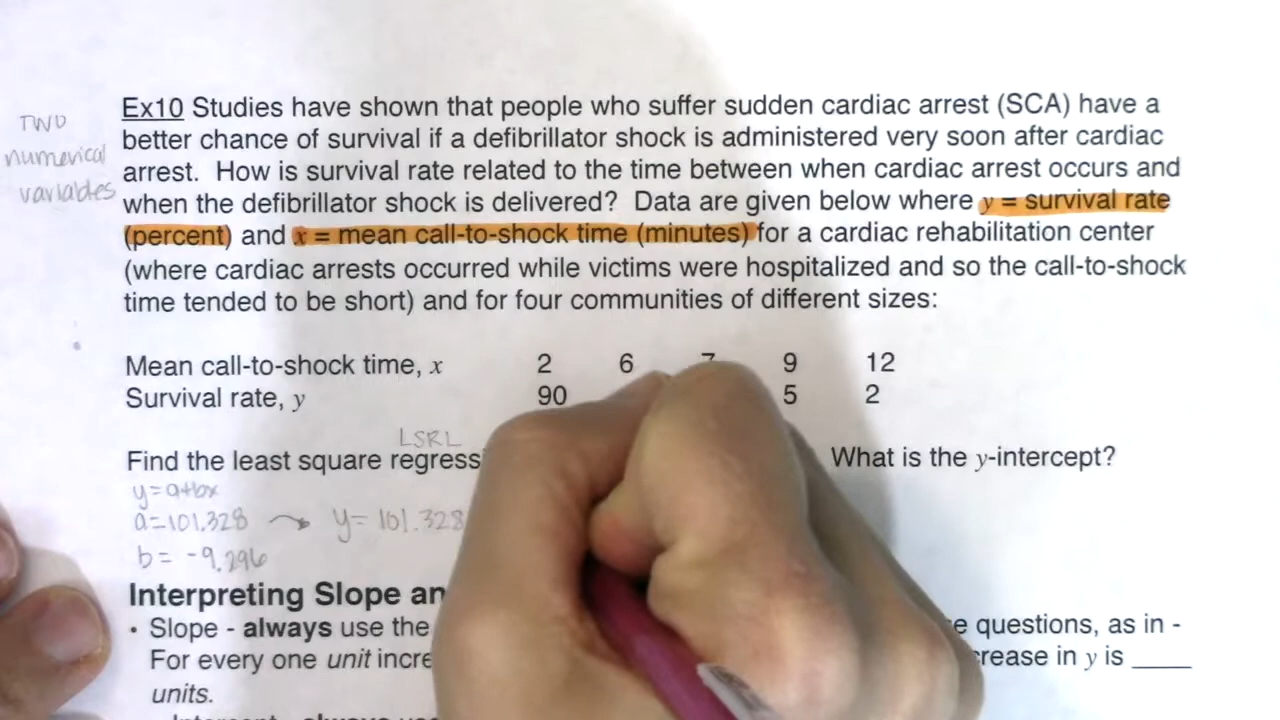 TWO
numerical
variables
Ex10 Studies have shown that people who suffer sudden cardiac arrest (SCA) have a
better chance of survival if a defibrillator shock is administered very soon after cardiac
arrest. How is survival rate related to the time between when cardiac arrest occurs and
when the defibrillator shock is delivered? Data are given below where y = survival rate
(percent) and x = mean call-to-shock time (minutes) for a cardiac rehabilitation center
(where cardiac arrests occurred while victims were hospitalized and so the call-to-shock
time tended to be short) and for four communities of different sizes:
Mean call-to-shock time, x 2 6 7 9 12
Survival rate, y 90 5 2
LSRL
Find the least square regress What is the y-intercept?
y=a+bx
a=101.328 → y= 101.328
b= -9.296
Interpreting Slope an
• Slope - always use the e questions, as in -
For every one unit incre crease in y is ____
units.